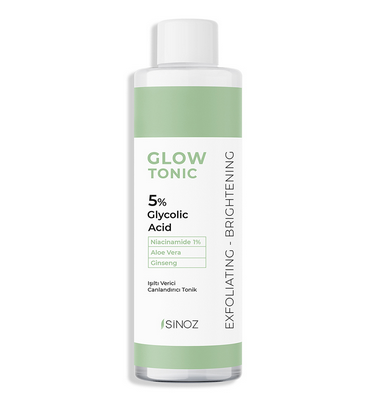 GLOW
TONIC
5%
Glycolic
Acid
Niacinamide 1%
Aloe Vera
Ginseng
Işıltı Verici
Canlandırıcı Tonik
SINOZ
EXFOLIATING - BRIGHTENING